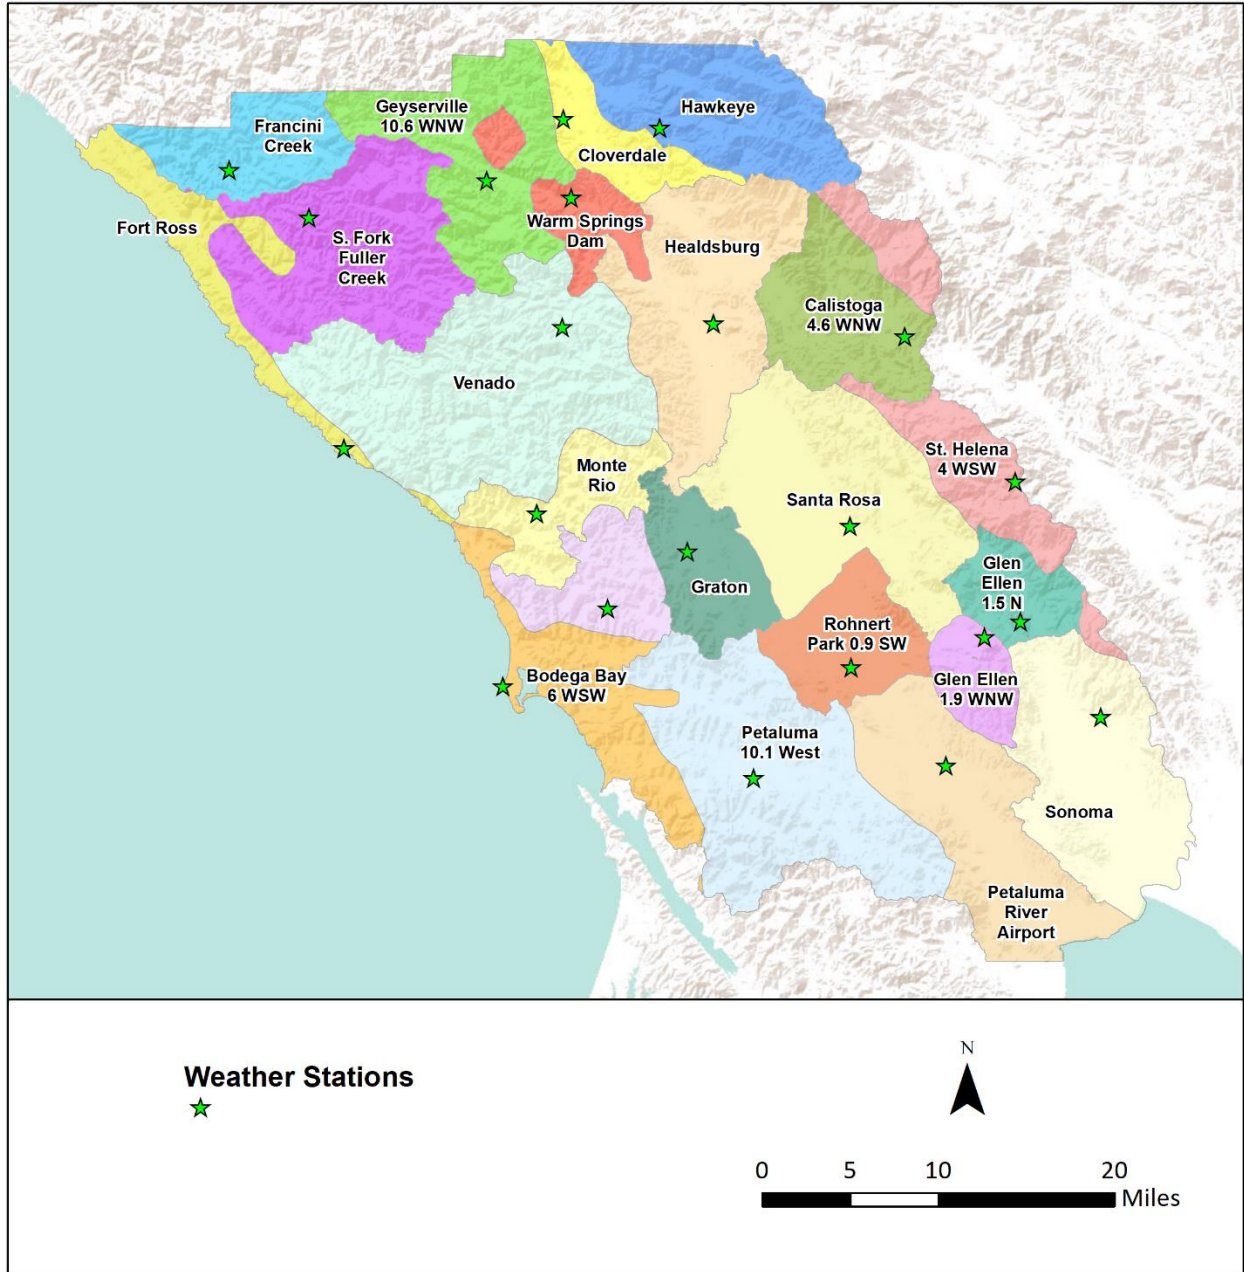 Geyserville
10.6 WNW
Hawkeye
Francini
Creek
Cloverdale
Fort Ross
S. Fork
Fuller
Creek
Warm Springs
Dam
Healdsburg
Calistoga
4.6 WNW
Venado
St. Helena
4 WSW
Monte
Rio
Santa Rosa
Graton
Glen
Ellen
1.5 N
Rohnert
Park 0.9 SW
Bodega Bay
6 WSW
Glen Ellen
1.9 WNW
Petaluma
10.1 West
Sonoma
Petaluma
River
Airport
Weather Stations
N
0 5 10 20
Miles